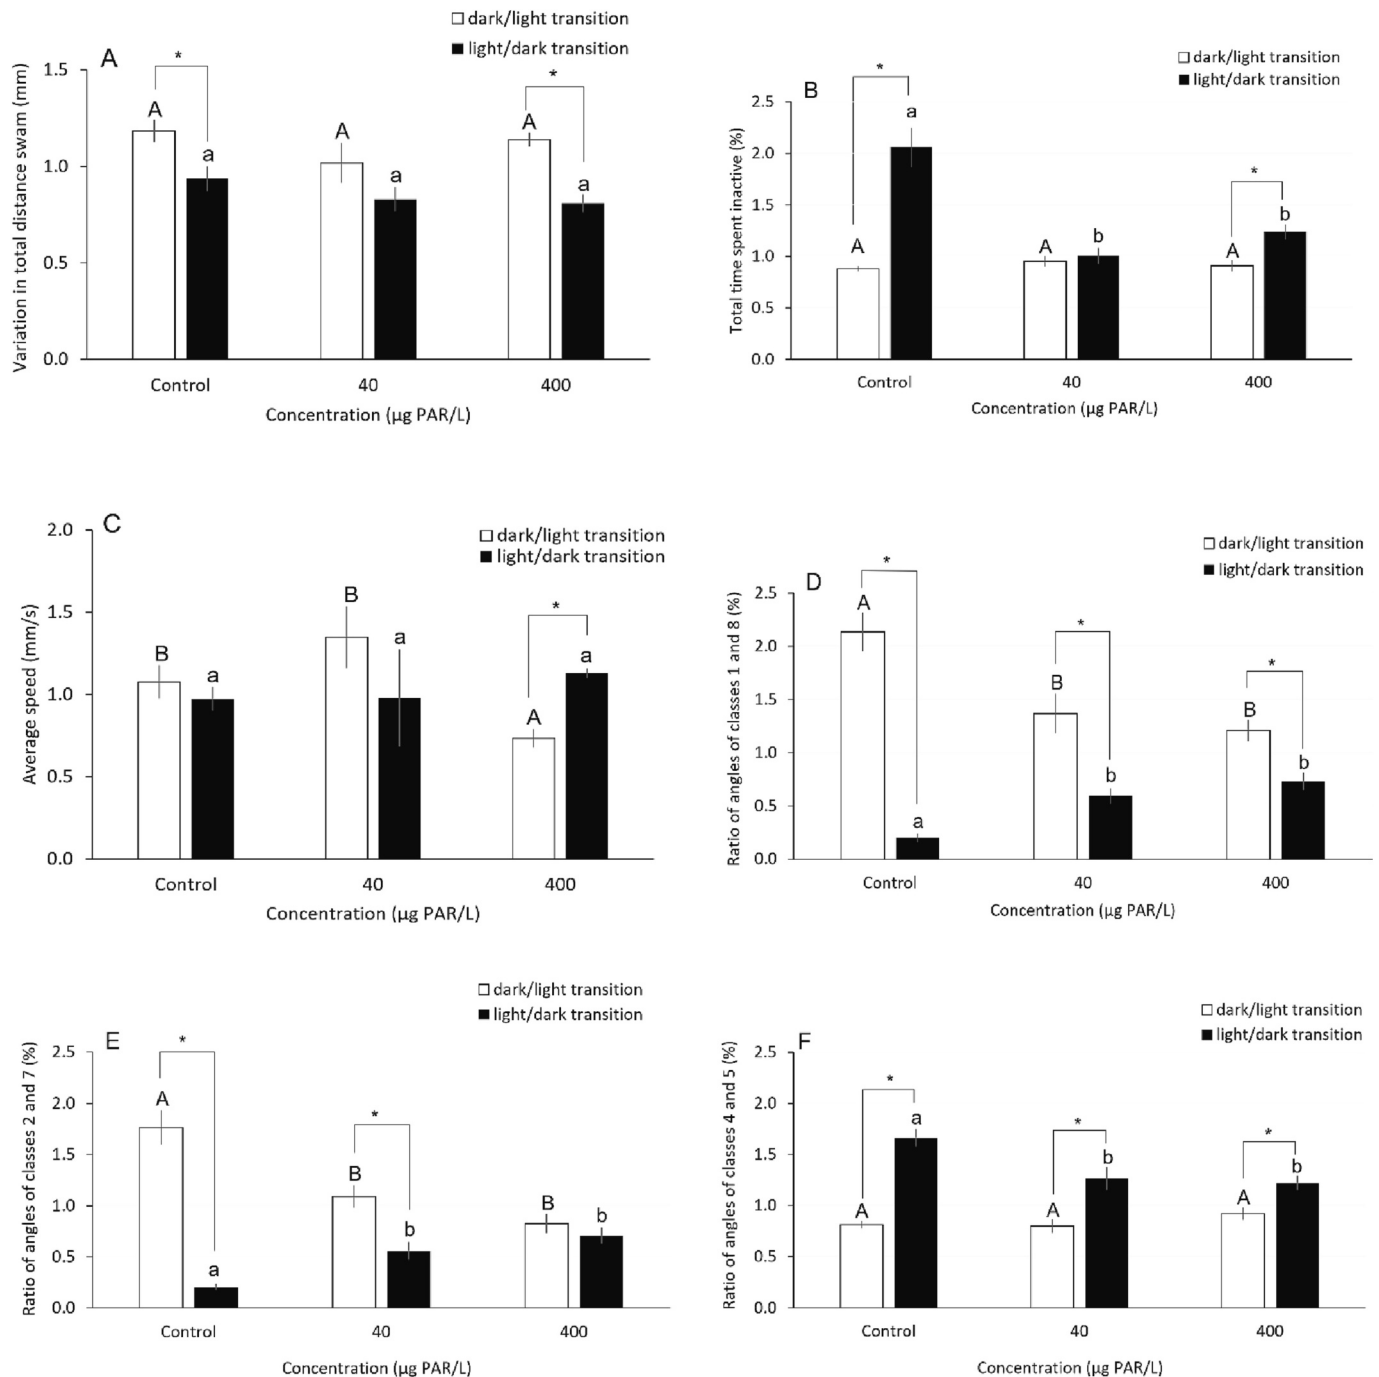 □ dark/light transition
■ light/dark transition
A
Variation in total distance swam (mm)
1.5
1.0
0.5
0.0
*
A
a
A
a
*
A
a
Control
40
400
Concentration (µg PAR/L)
□ dark/light transition
■ light/dark transition
B
Total time spent inactive (%)
2.5
2.0
1.5
1.0
0.5
0.0
*
A
a
A
b
*
A
b
Control
40
400
Concentration (µg PAR/L)
C
□ dark/light transition
■ light/dark transition
Average speed (mm/s)
2.0
1.5
1.0
0.5
0.0
B
a
B
a
*
A
a
Control
40
400
Concentration (µg PAR/L)
□ dark/light transition
■ light/dark transition
D
Ratio of angles of classes 1 and 8 (%)
2.5
2.0
1.5
1.0
0.5
0.0
*
A
a
*
B
b
*
B
b
Control
40
400
Concentration (µg PAR/L)
□ dark/light transition
■ light/dark transition
E
Ratio of angles of classes 2 and 7 (%)
2.5
2.0
1.5
1.0
0.5
0.0
*
A
a
*
B
b
B
b
Control
40
400
Concentration (µg PAR/L)
□ dark/light transition
■ light/dark transition
F
Ratio of angles of classes 4 and 5 (%)
2.5
2.0
1.5
1.0
0.5
0.0
*
A
a
*
A
b
*
A
b
Control
40
400
Concentration (µg PAR/L)